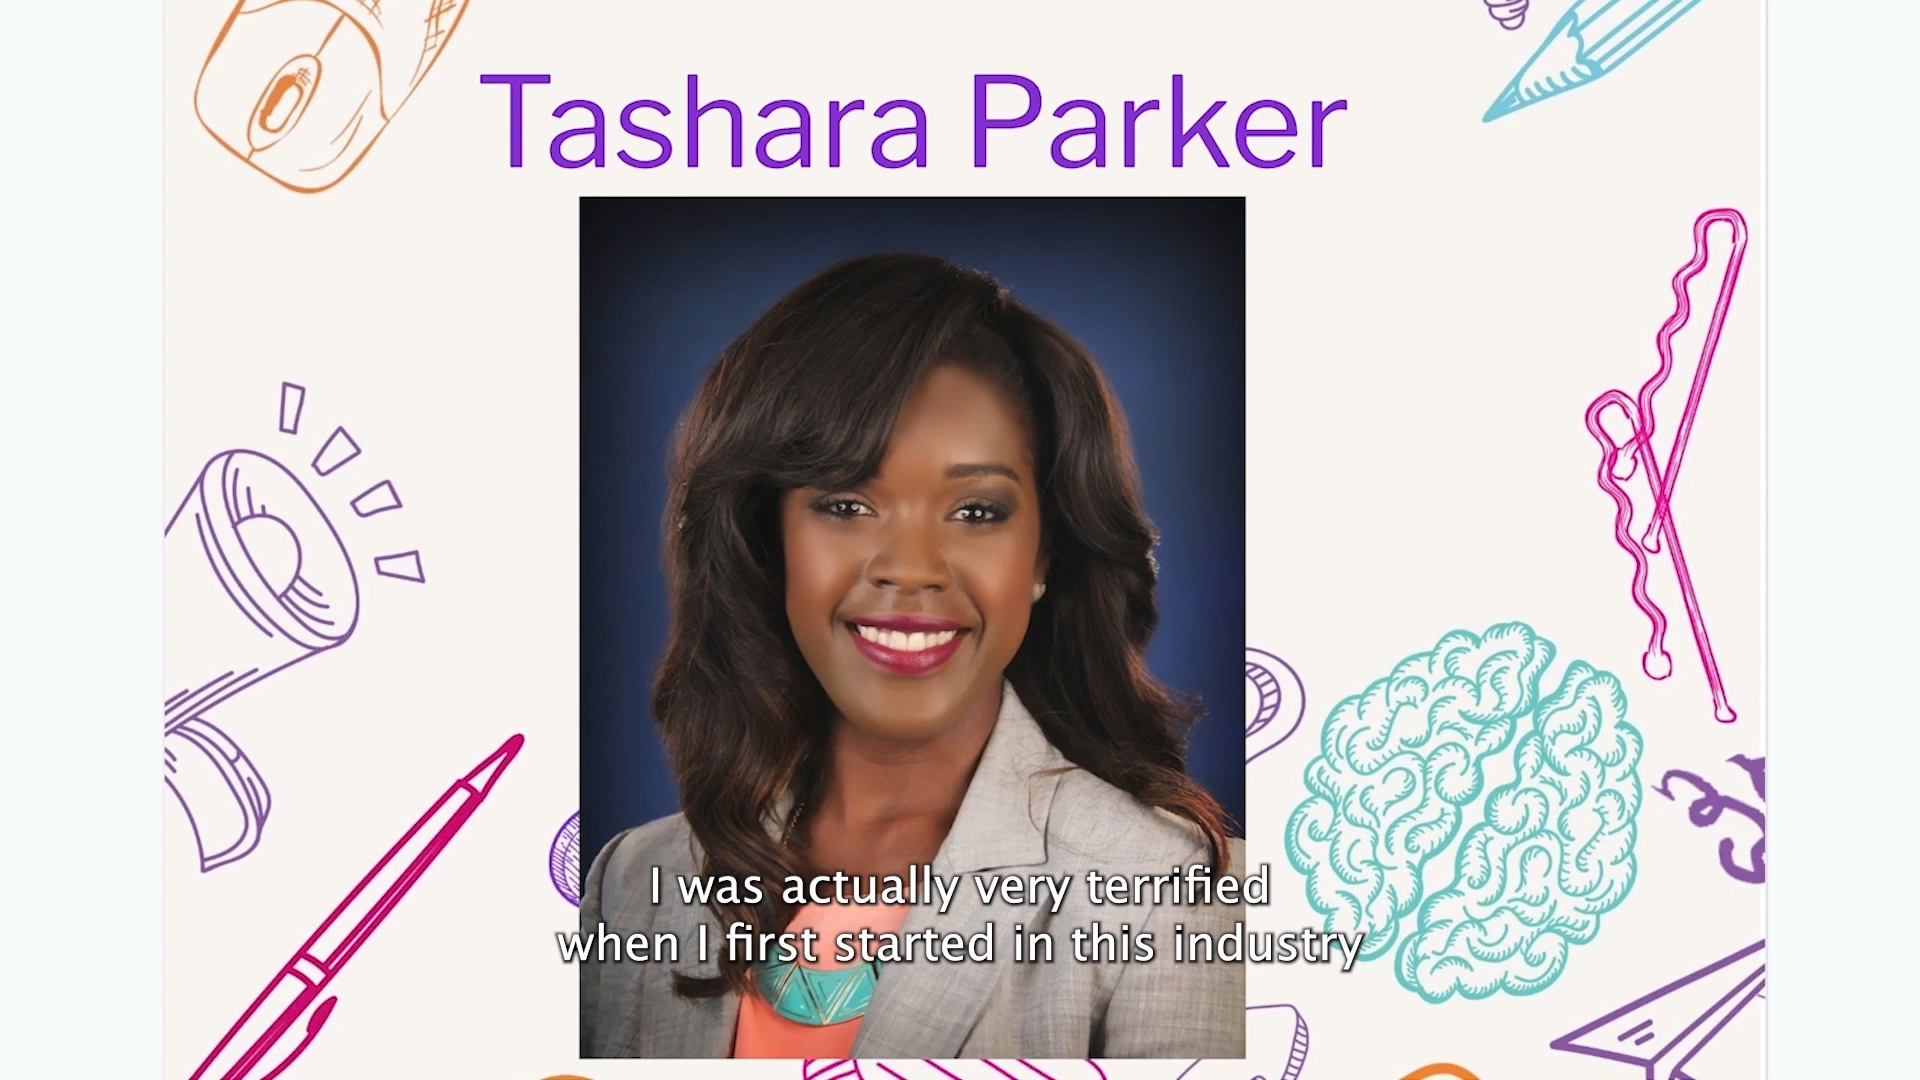 Tashara Parker
I was actually very terrified
when I first started in this industry